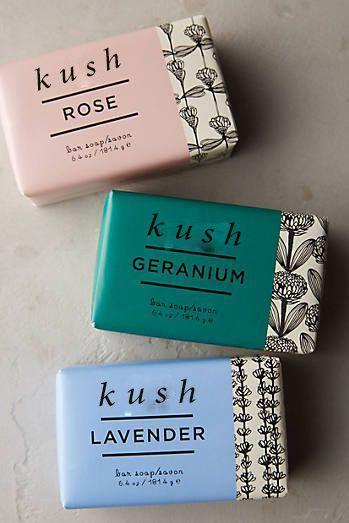 kush
ROSE
bar soap/savon
6.4 oz / 181.4 g e
kush
GERANIUM
bar soap/savon
6.4 oz / 181.4 g e
kush
LAVENDER
bar soap/savon
6.4 oz / 181.4 g e